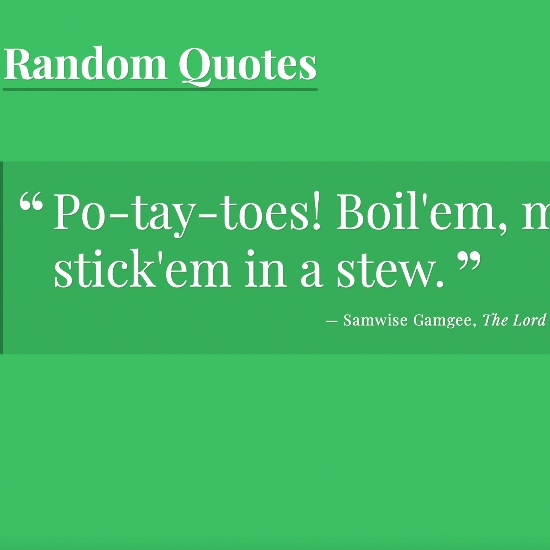 Random Quotes
“ Po-tay-toes! Boil'em,
stick'em in a stew. ”
— Samwise Gamgee, The Lord